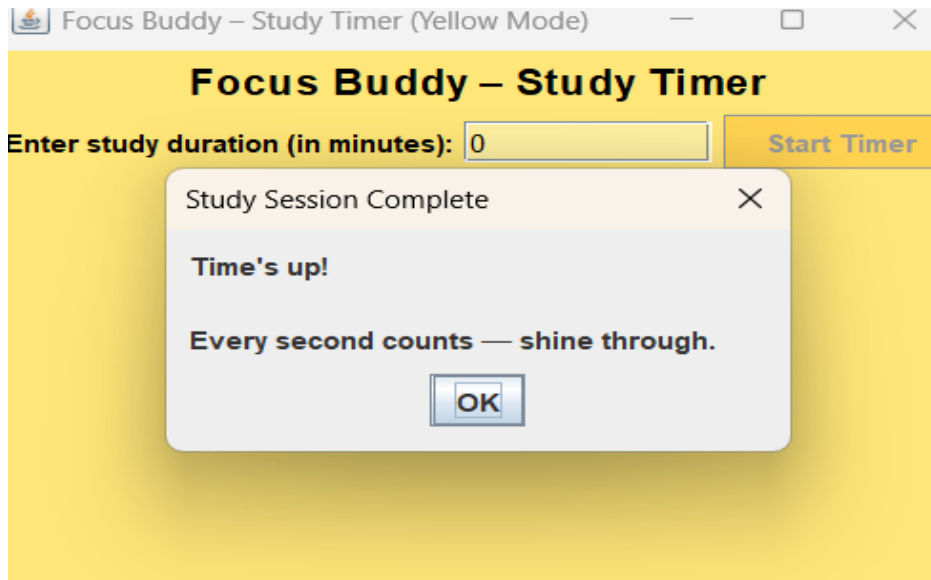 Focus Buddy – Study Timer (Yellow Mode)
Focus Buddy – Study Timer
Enter study duration (in minutes): 0 Start Timer
Study Session Complete
Time's up!
Every second counts — shine through.
OK